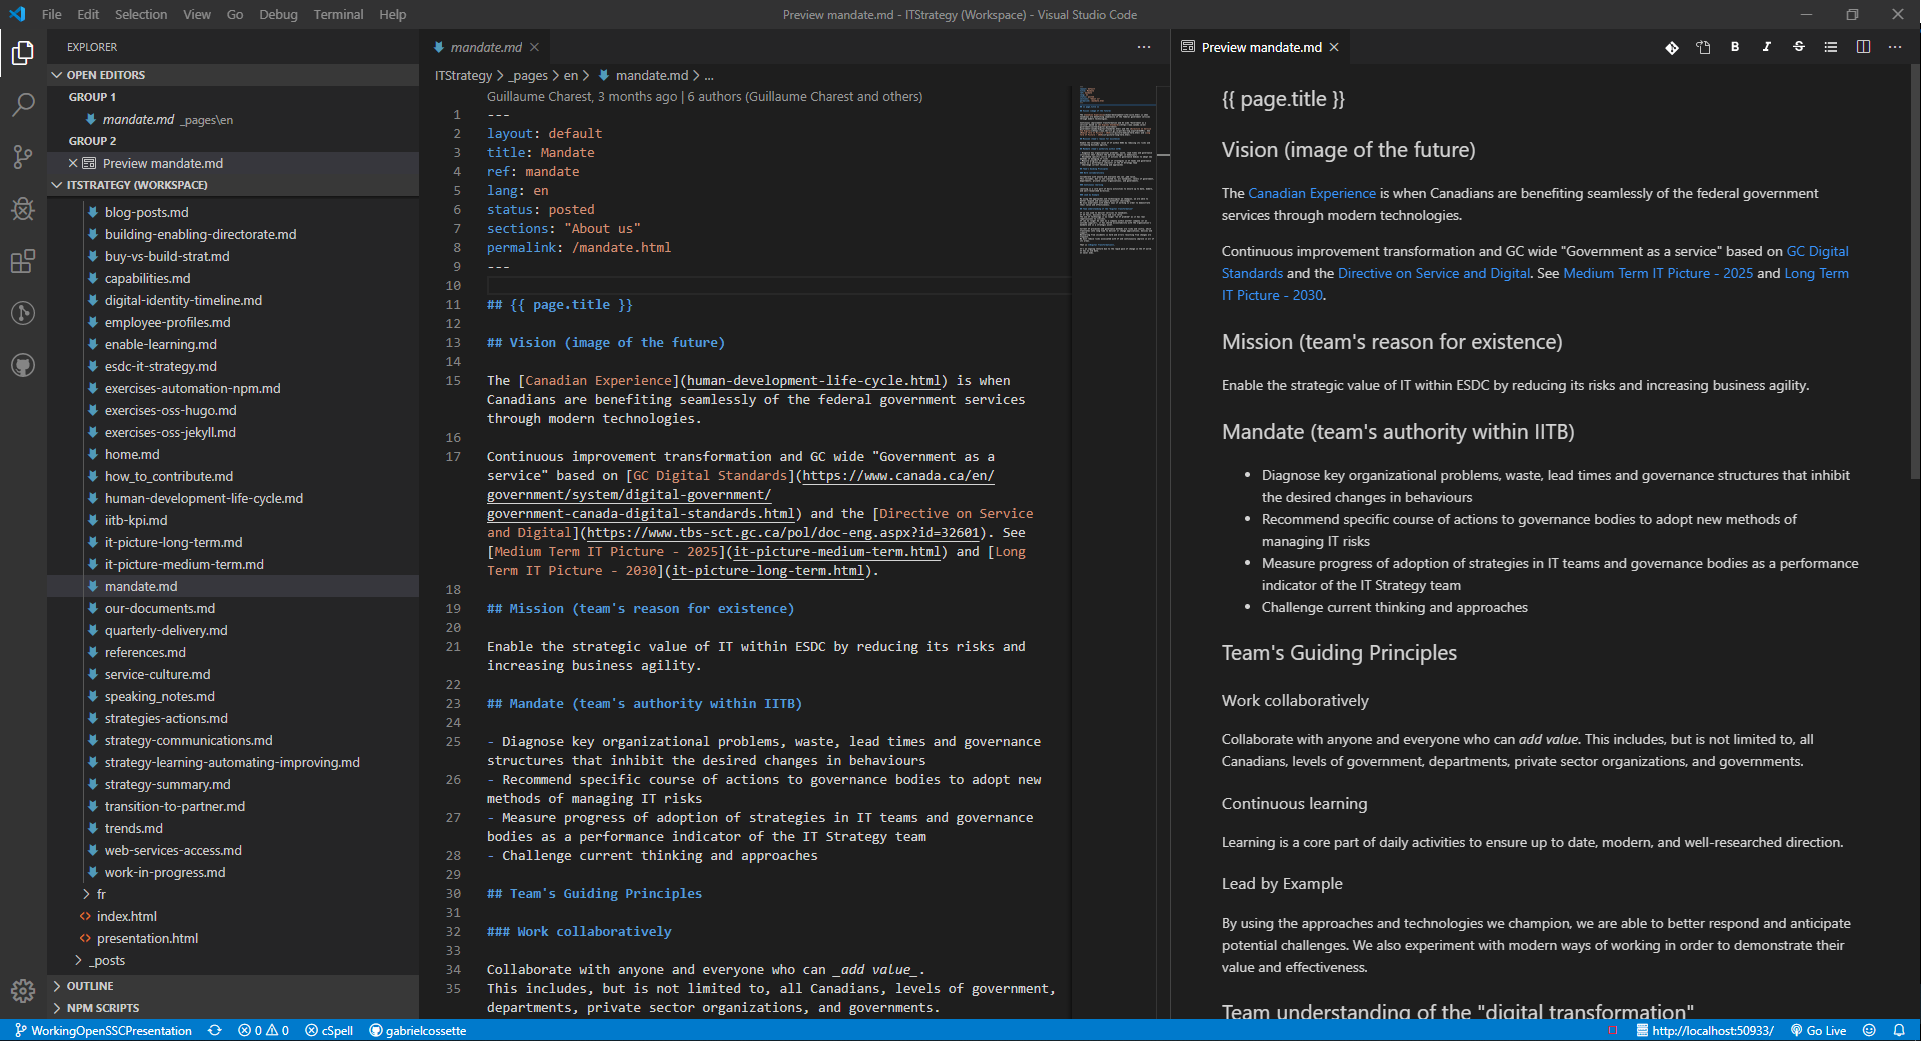 File Edit Selection View Go Debug Terminal Help
Preview mandate.md - ITStrategy (Workspace) - Visual Studio Code
EXPLORER
OPEN EDITORS
GROUP 1
mandate.md _pages\en
GROUP 2
Preview mandate.md
ITSTRATEGY (WORKSPACE)
blog-posts.md
building-enabling-directorate.md
buy-vs-build-strat.md
capabilities.md
digital-identity-timeline.md
employee-profiles.md
enable-learning.md
esdc-it-strategy.md
exercises-automation-npm.md
exercises-oss-hugo.md
exercises-oss-jekyll.md
home.md
how_to_contribute.md
human-development-life-cycle.md
iitb-kpi.md
it-picture-long-term.md
it-picture-medium-term.md
mandate.md
our-documents.md
quarterly-delivery.md
references.md
service-culture.md
speaking_notes.md
strategies-actions.md
strategy-communications.md
strategy-learning-automating-improving.md
strategy-summary.md
transition-to-partner.md
trends.md
web-services-access.md
work-in-progress.md
fr
index.html
presentation.html
_posts
OUTLINE
NPM SCRIPTS
mandate.md
ITStrategy > _pages > en > mandate.md > ...
Guillaume Charest, 3 months ago | 6 authors (Guillaume Charest and others)
1 ---
2 layout: default
3 title: Mandate
4 ref: mandate
5 lang: en
6 status: posted
7 sections: "About us"
8 permalink: /mandate.html
9 ---
10
11 ## {{ page.title }}
12
13 ## Vision (image of the future)
14
15 The [Canadian Experience](human-development-life-cycle.html) is when
Canadians are benefiting seamlessly of the federal government services
through modern technologies.
16
17 Continuous improvement transformation and GC wide "Government as a
service" based on [GC Digital Standards](https://www.canada.ca/en/
government/system/digital-government/
government-canada-digital-standards.html) and the [Directive on Service
and Digital](https://www.tbs-sct.gc.ca/pol/doc-eng.aspx?id=32601). See
[Medium Term IT Picture - 2025](it-picture-medium-term.html) and [Long
Term IT Picture - 2030](it-picture-long-term.html).
18
19 ## Mission (team's reason for existence)
20
21 Enable the strategic value of IT within ESDC by reducing its risks and
increasing business agility.
22
23 ## Mandate (team's authority within IITB)
24
25 - Diagnose key organizational problems, waste, lead times and governance
structures that inhibit the desired changes in behaviours
26 - Recommend specific course of actions to governance bodies to adopt new
methods of managing IT risks
27 - Measure progress of adoption of strategies in IT teams and governance
bodies as a performance indicator of the IT Strategy team
28 - Challenge current thinking and approaches
29
30 ## Team's Guiding Principles
31
32 ### Work collaboratively
33
34 Collaborate with anyone and everyone who can _add value_.
35 This includes, but is not limited to, all Canadians, levels of government,
departments, private sector organizations, and governments.
Preview mandate.md
{{ page.title }}
Vision (image of the future)
The Canadian Experience is when Canadians are benefiting seamlessly of the federal government
services through modern technologies.
Continuous improvement transformation and GC wide "Government as a service" based on GC Digital
Standards and the Directive on Service and Digital. See Medium Term IT Picture - 2025 and Long Term
IT Picture - 2030.
Mission (team's reason for existence)
Enable the strategic value of IT within ESDC by reducing its risks and increasing business agility.
Mandate (team's authority within IITB)
• Diagnose key organizational problems, waste, lead times and governance structures that inhibit
the desired changes in behaviours
• Recommend specific course of actions to governance bodies to adopt new methods of
managing IT risks
• Measure progress of adoption of strategies in IT teams and governance bodies as a performance
indicator of the IT Strategy team
• Challenge current thinking and approaches
Team's Guiding Principles
Work collaboratively
Collaborate with anyone and everyone who can add value. This includes, but is not limited to, all
Canadians, levels of government, departments, private sector organizations, and governments.
Continuous learning
Learning is a core part of daily activities to ensure up to date, modern, and well-researched direction.
Lead by Example
By using the approaches and technologies we champion, we are able to better respond and anticipate
potential challenges. We also experiment with modern ways of working in order to demonstrate their
value and effectiveness.
Team understanding of the "digital transformation"
WorkingOpenSSCPresentation 0 0 cSpell gabrielcossette http://localhost:50933/ Go Live